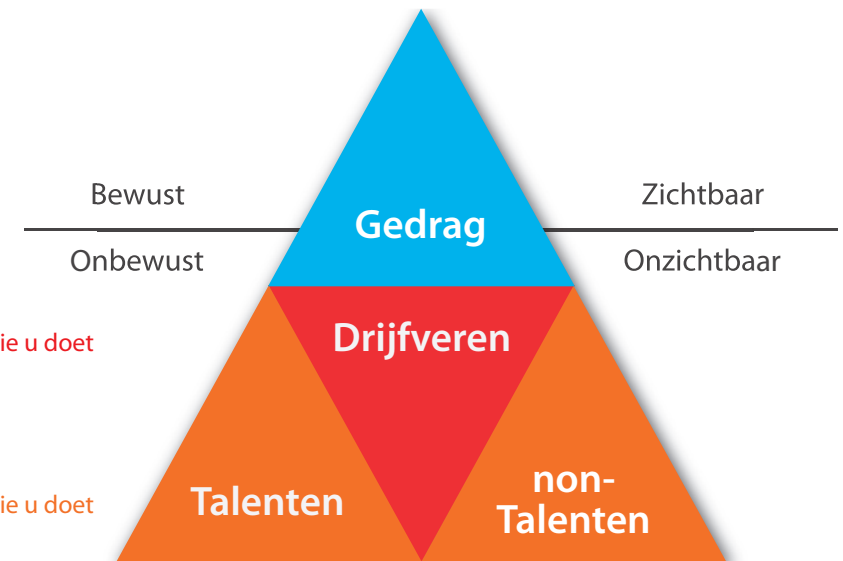 Bewust
Zichtbaar
Gedrag
Onbewust
Onzichtbaar
Drijfveren
ie u doet
non-
Talenten
Talenten
ie u doet